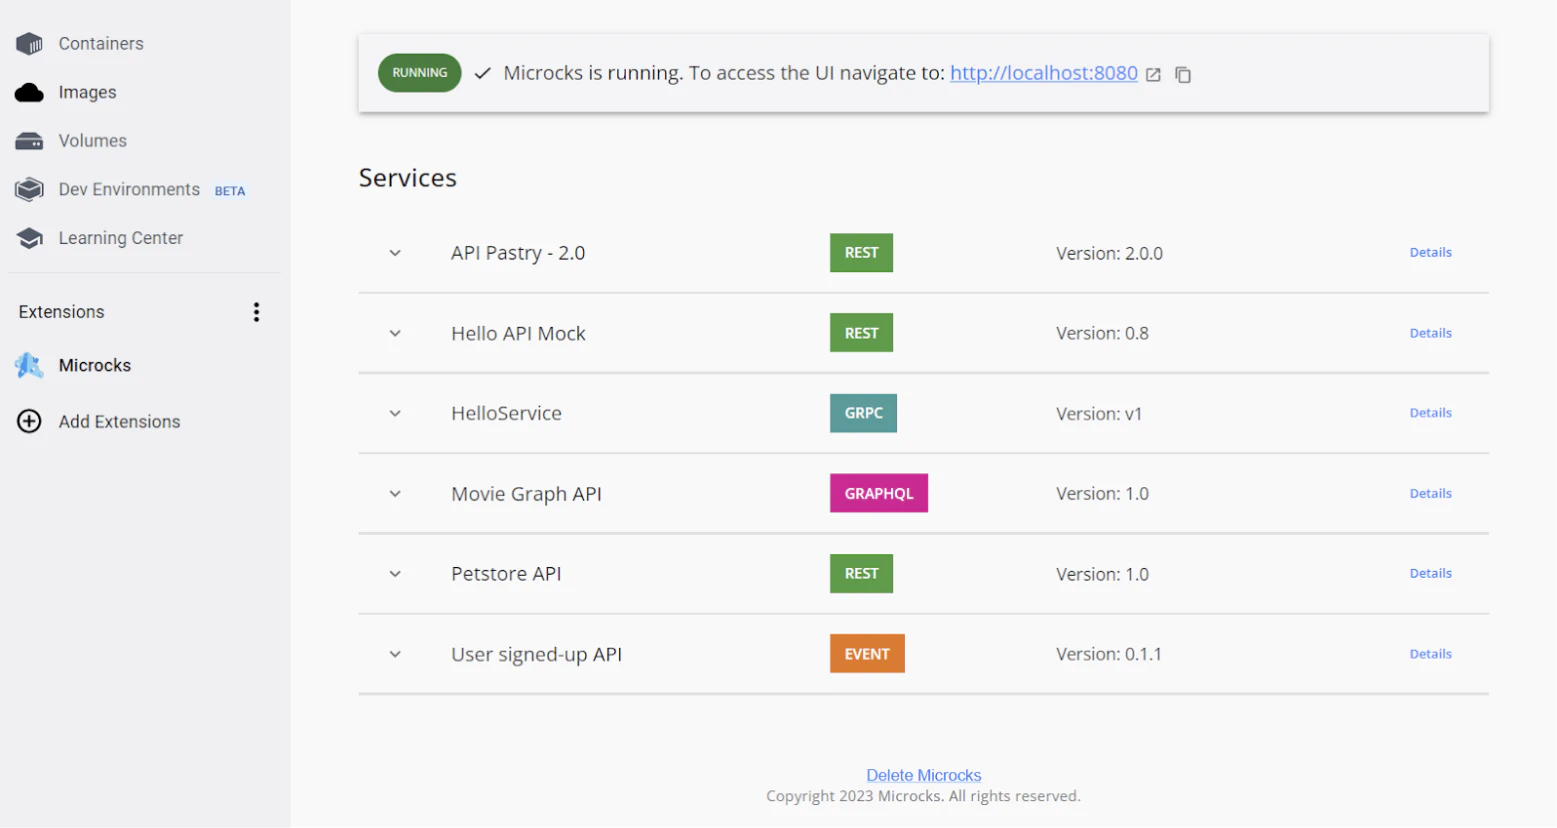 Containers
Images
Volumes
Dev Environments BETA
Learning Center
Extensions
Microcks
Add Extensions
RUNNING Microcks is running. To access the UI navigate to: http://localhost:8080
Services
API Pastry - 2.0 REST Version: 2.0.0 Details
Hello API Mock REST Version: 0.8 Details
HelloService GRPC Version: v1 Details
Movie Graph API GRAPHQL Version: 1.0 Details
Petstore API REST Version: 1.0 Details
User signed-up API EVENT Version: 0.1.1 Details
Delete Microcks
Copyright 2023 Microcks. All rights reserved.